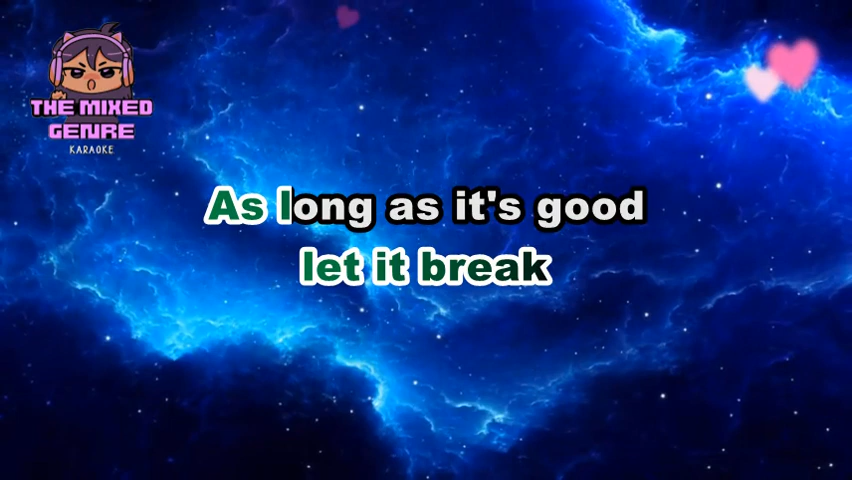 THE MIXED
GENRE
KARAOKE
As long as it's good
let it break